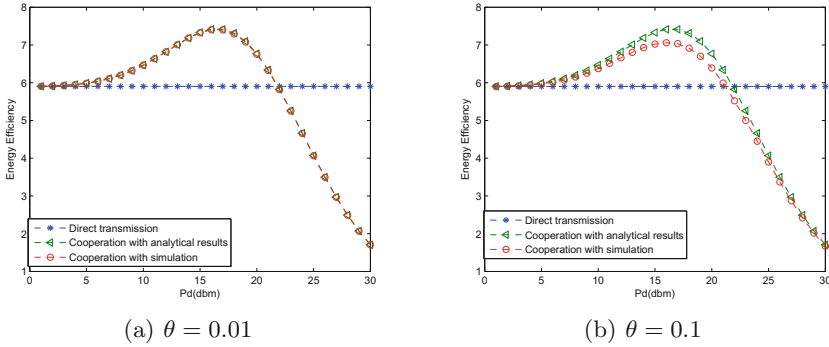 8
7
6
5
4
3
2
1
Energy Efficiency
Direct transmission
Cooperation with analytical results
Cooperation with simulation
0 5 10 15 20 25 30
Pd(dbm)
(a) θ = 0.01
8
7
6
5
4
3
2
1
Energy Efficiency
Direct transmission
Cooperation with analytical results
Cooperation with simulation
0 5 10 15 20 25 30
Pd(dbm)
(b) θ = 0.1